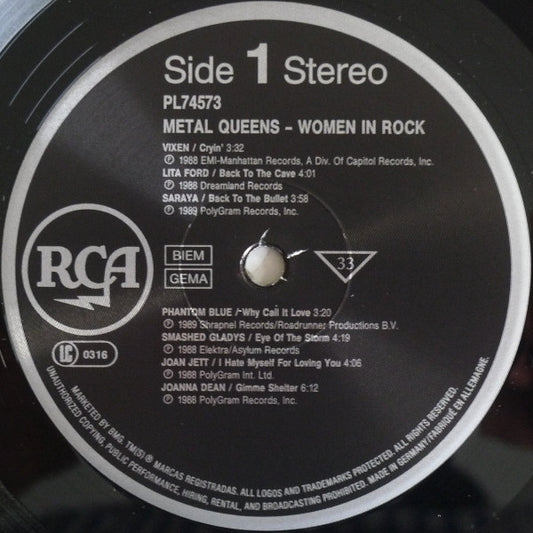 Side 1 Stereo
PL74573
METAL QUEENS - WOMEN IN ROCK
VIXEN / Cryin' 3:32
℗ 1988 EMI-Manhattan Records, A Div. Of Capitol Records, Inc.
LITA FORD / Back To The Cave 4:01
℗ 1988 Dreamland Records
SARAYA / Back To The Bullet 3:58
℗ 1989 PolyGram Records, Inc.
RCA
BIEM
GEMA
33
PHANTOM BLUE / Why Call It Love 3:20
℗ 1989 Shrapnel Records/Roadrunner Productions B.V.
SMASHED GLADYS / Eye Of The Storm 4:19
℗ 1988 Elektra/Asylum Records
JOAN JETT / I Hate Myself For Loving You 4:06
℗ 1988 PolyGram Int. Ltd.
JOANNA DEAN / Gimme Shelter 6:12
℗ 1988 PolyGram Records, Inc.
LC 0316
MARKETED BY BMG. TM(S) ® MARCAS REGISTRADAS. ALL LOGOS AND TRADEMARKS PROTECTED. ALL RIGHTS RESERVED.
UNAUTHORIZED COPYING, PUBLIC PERFORMANCE, HIRING, RENTAL, AND BROADCASTING PROHIBITED. MADE IN GERMANY/FABRIQUÉ EN ALLEMAGNE.